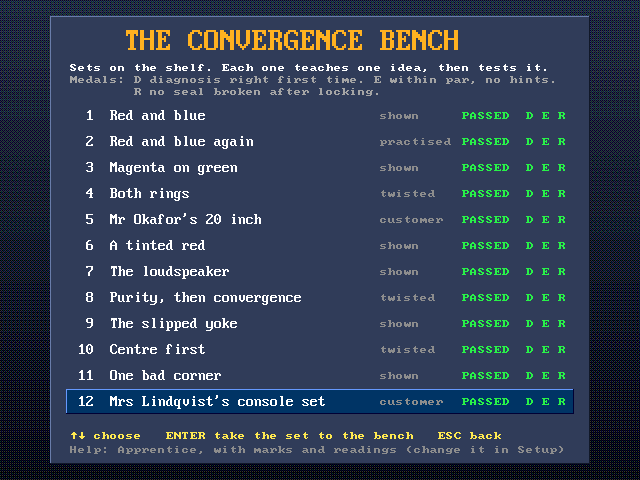 THE CONVERGENCE BENCH
Sets on the shelf. Each one teaches one idea, then tests it.
Medals: D diagnosis right first time. E within par, no hints.
R no seal broken after locking.
1 Red and blue shown PASSED D E R
2 Red and blue again practised PASSED D E R
3 Magenta on green shown PASSED D E R
4 Both rings twisted PASSED D E R
5 Mr Okafor's 20 inch customer PASSED D E R
6 A tinted red shown PASSED D E R
7 The loudspeaker shown PASSED D E R
8 Purity, then convergence twisted PASSED D E R
9 The slipped yoke shown PASSED D E R
10 Centre first twisted PASSED D E R
11 One bad corner shown PASSED D E R
12 Mrs Lindqvist's console set customer PASSED D E R
↑↓ choose ENTER take the set to the bench ESC back
Help: Apprentice, with marks and readings (change it in Setup)